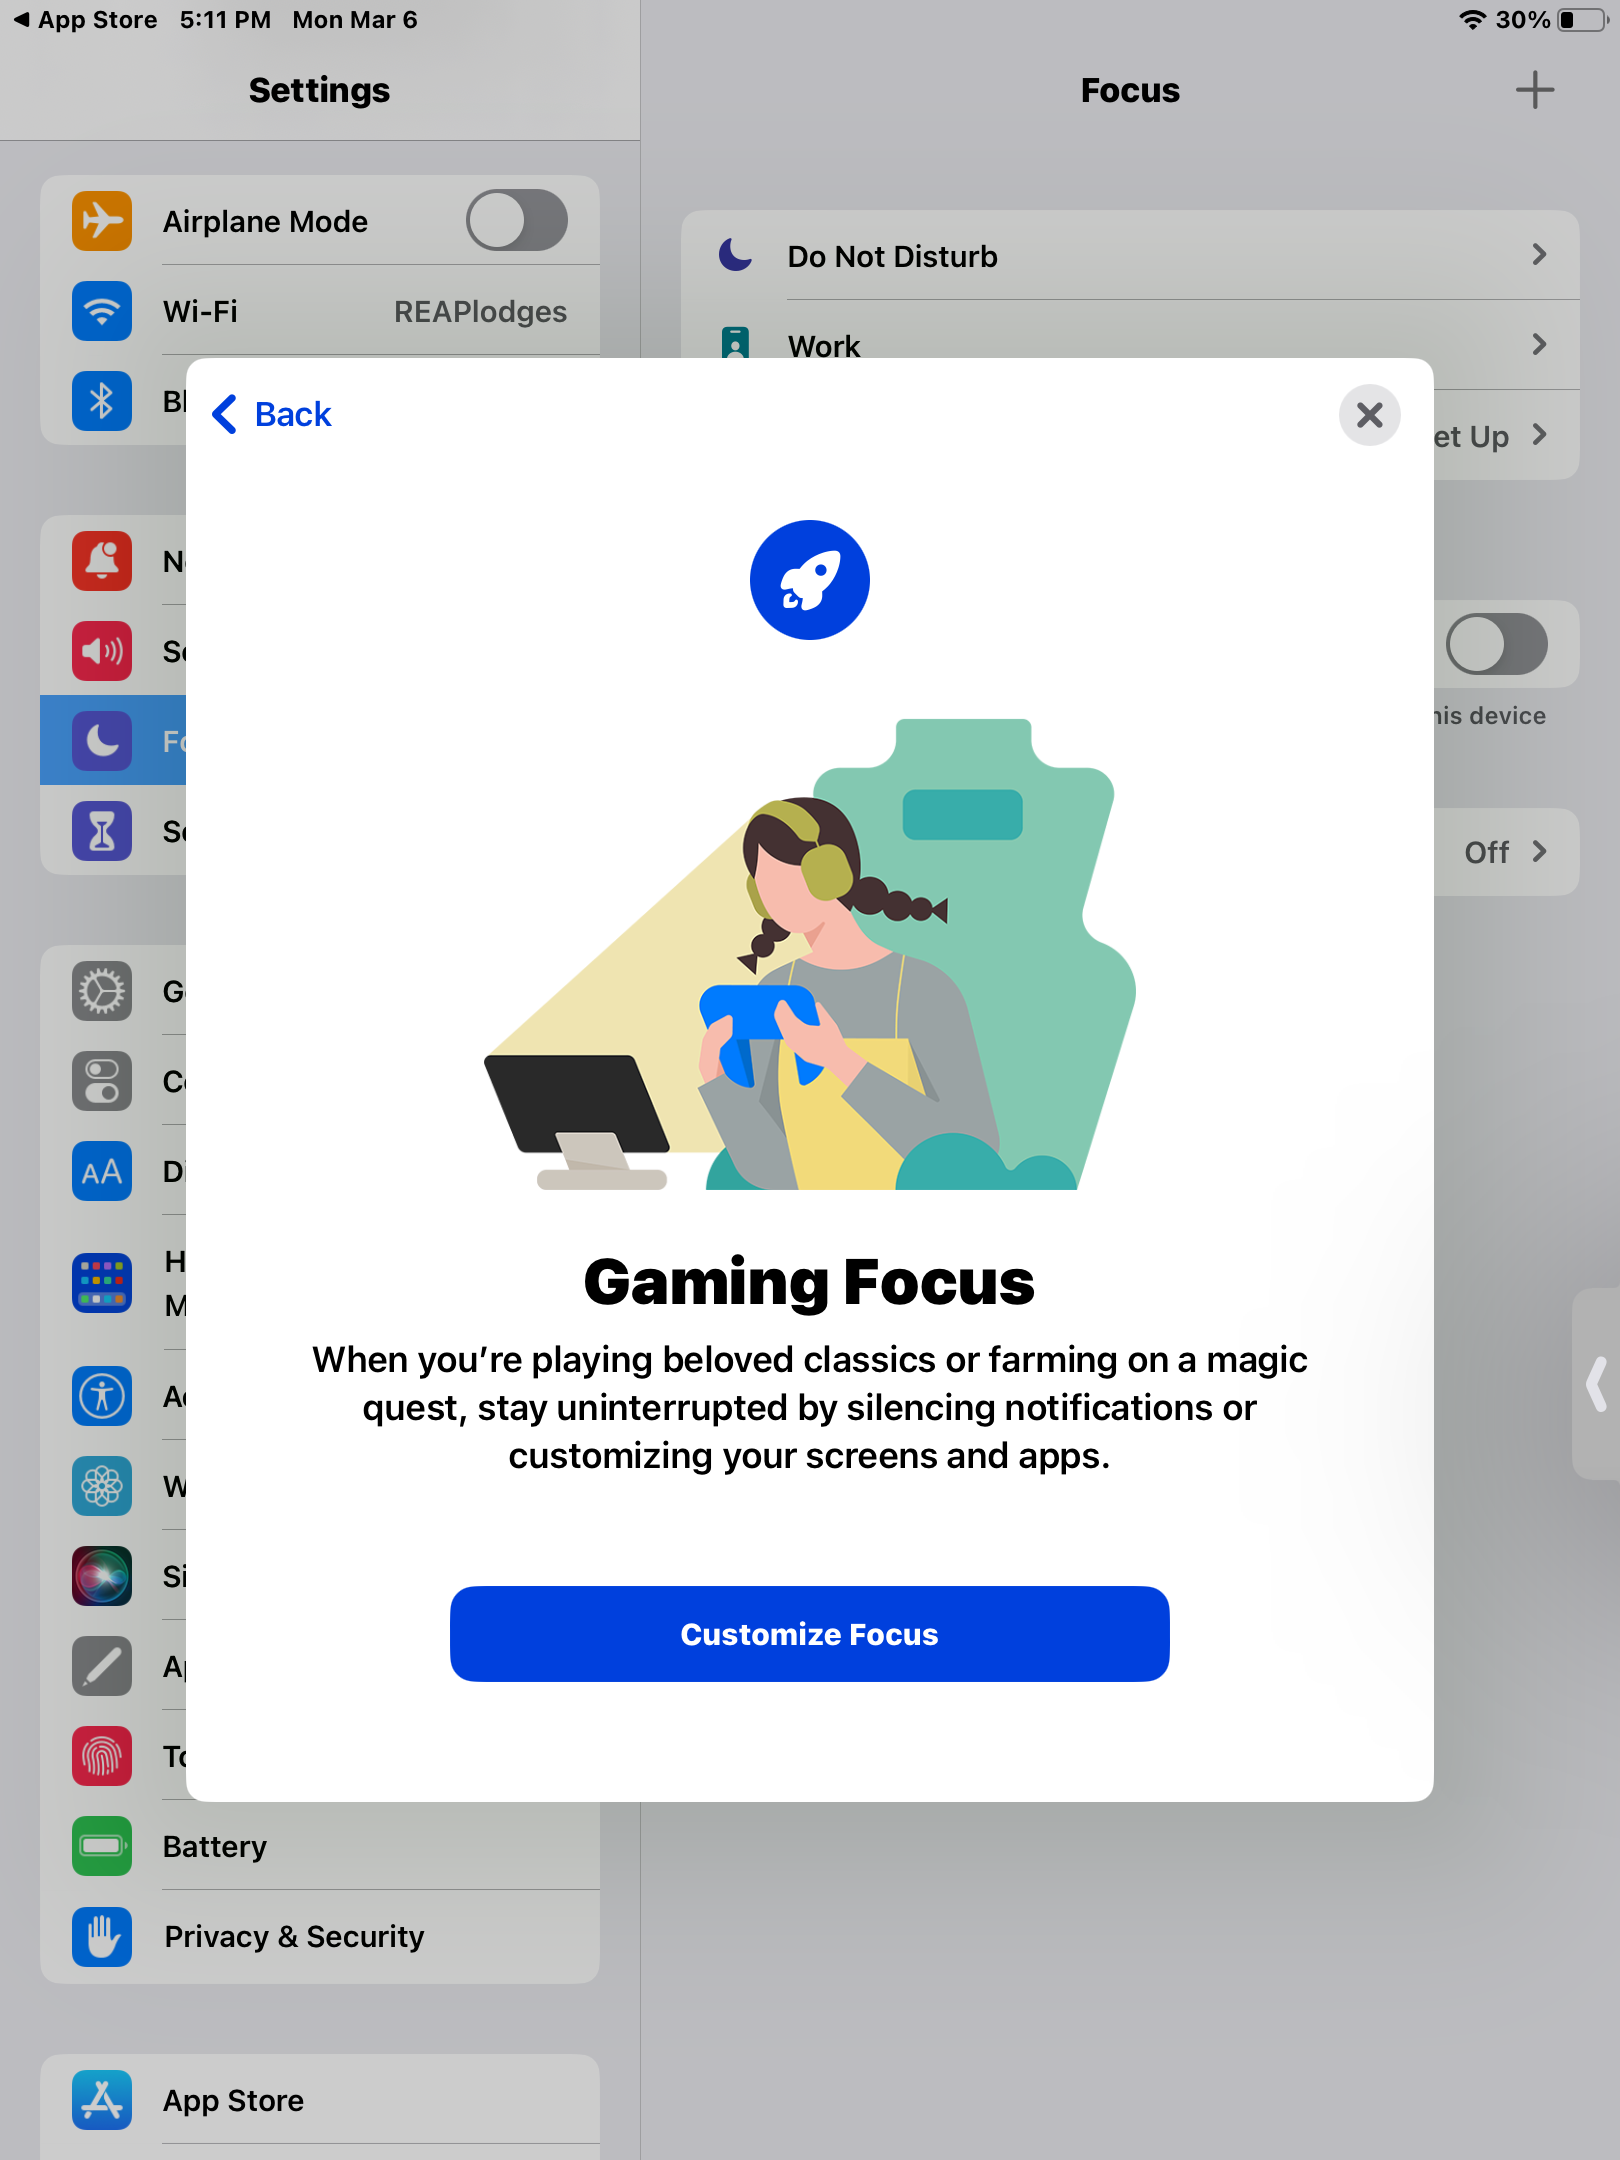 App Store 5:11 PM Mon Mar 6 30%
Settings
Focus
Airplane Mode
Wi-Fi REAPlodges
Do Not Disturb
Work
et Up
Back
his device
Off
AA
Gaming Focus
When you’re playing beloved classics or farming on a magic
quest, stay uninterrupted by silencing notifications or
customizing your screens and apps.
Customize Focus
Battery
Privacy & Security
App Store